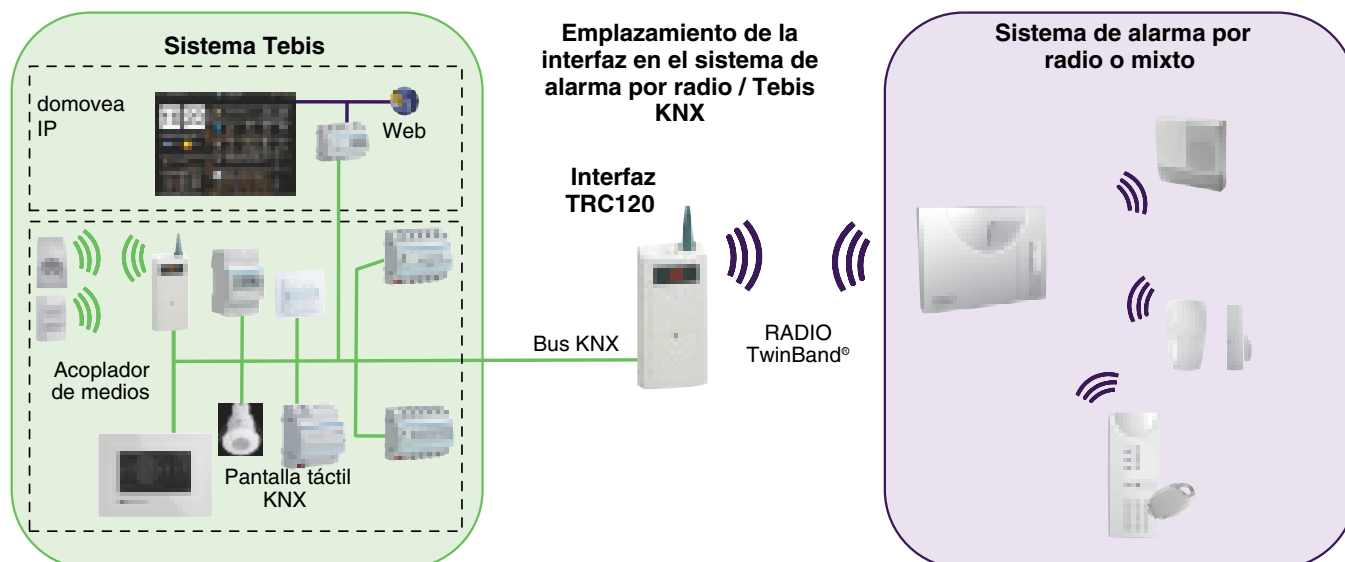 Sistema Tebis
domovea
IP
Web
Acoplador
de medios
Pantalla táctil
KNX
Emplazamiento de la
interfaz en el sistema de
alarma por radio / Tebis
KNX
Interfaz
TRC120
Bus KNX
RADIO
TwinBand®
Sistema de alarma por
radio o mixto